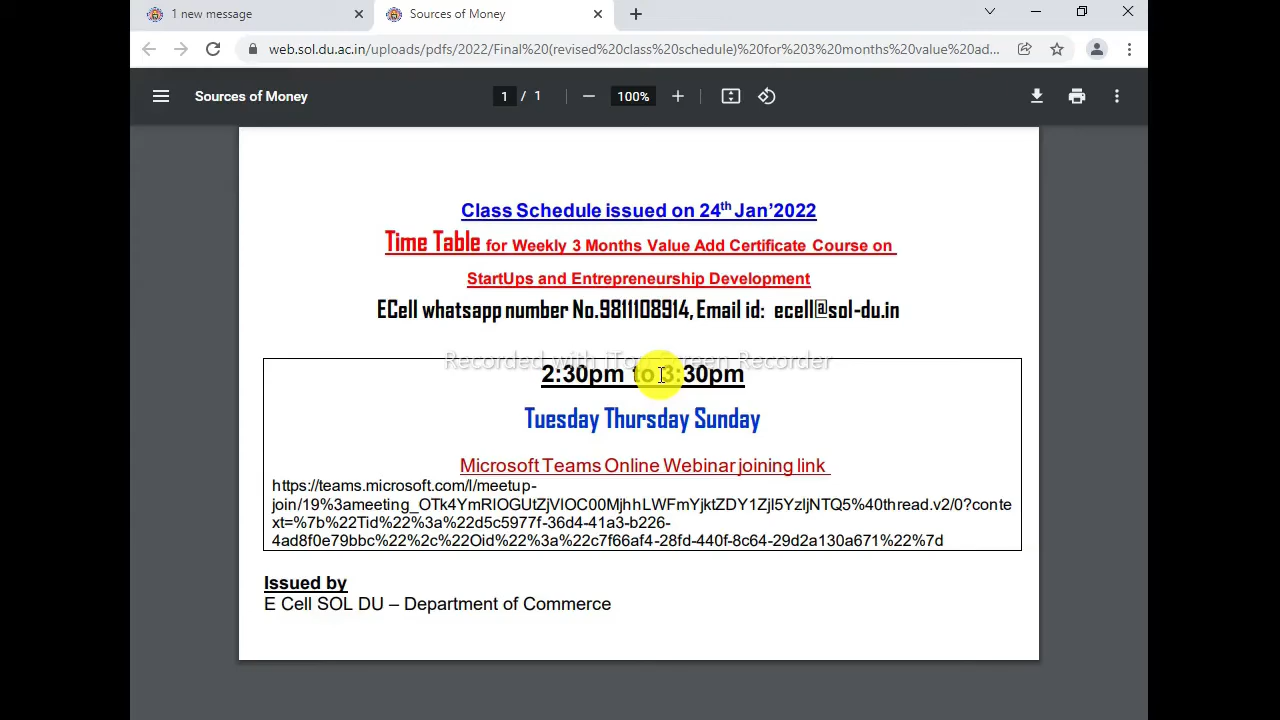 1 new message
Sources of Money
web.sol.du.ac.in/uploads/pdfs/2022/Final%20(revised%20class%20schedule)%20for%203%20months%20value%20ad...
Sources of Money
1 / 1
100%
Class Schedule issued on 24th Jan'2022
Time Table for Weekly 3 Months Value Add Certificate Course on
StartUps and Entrepreneurship Development
ECell whatsapp number No.9811108914, Email id: ecell@sol-du.in
Recorded with iTop Screen Recorder
2:30pm to 3:30pm
Tuesday Thursday Sunday
Microsoft Teams Online Webinar joining link
https://teams.microsoft.com/l/meetup-
join/19%3ameeting_OTk4YmRlOGUtZjVlOC00MjhhLWFmYjktZDY1Zjl5YzljNTQ5%40thread.v2/0?conte
xt=%7b%22Tid%22%3a%22d5c5977f-36d4-41a3-b226-
4ad8f0e79bbc%22%2c%22Oid%22%3a%22c7f66af4-28fd-440f-8c64-29d2a130a671%22%7d
Issued by
E Cell SOL DU – Department of Commerce